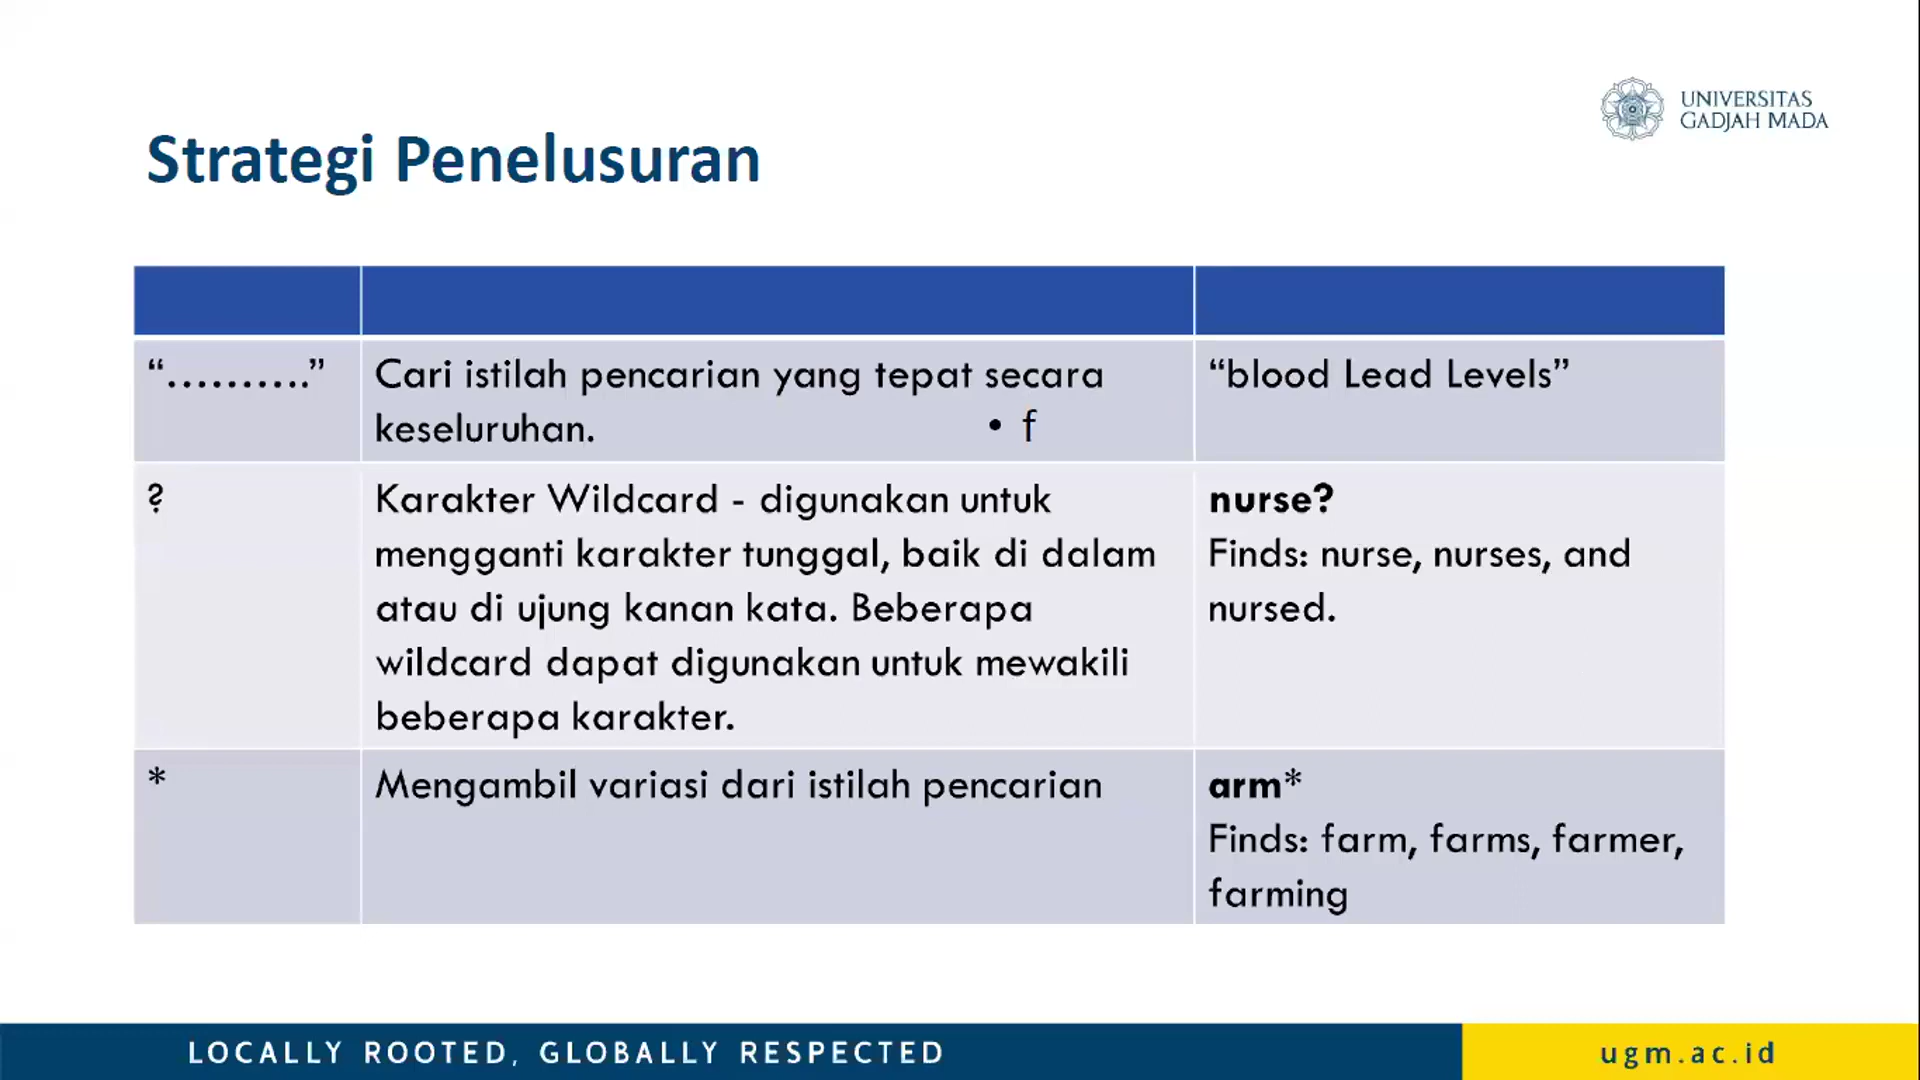 UNIVERSITAS
GADJAH MADA
Strategi Penelusuran
“……….”
Cari istilah pencarian yang tepat secara
keseluruhan.
• f
“blood Lead Levels”
?
Karakter Wildcard - digunakan untuk
mengganti karakter tunggal, baik di dalam
atau di ujung kanan kata. Beberapa
wildcard dapat digunakan untuk mewakili
beberapa karakter.
nurse?
Finds: nurse, nurses, and
nursed.
*
Mengambil variasi dari istilah pencarian
arm*
Finds: farm, farms, farmer,
farming
LOCALLY ROOTED, GLOBALLY RESPECTED
ugm.ac.id